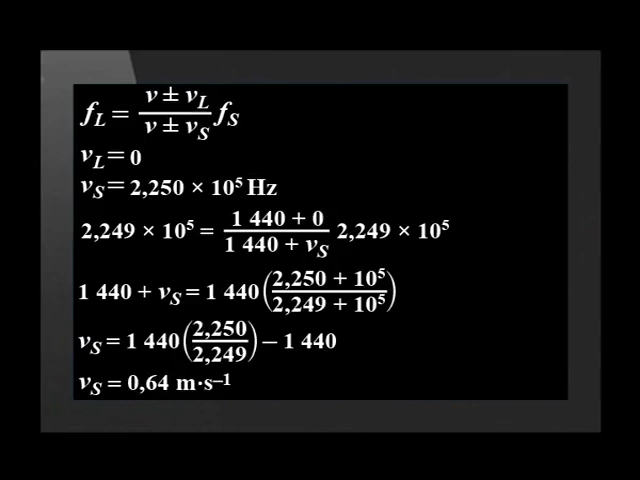 f_L = (v ± v_L)/(v ± v_S) f_S
v_L = 0
v_S = 2,250 × 10⁵ Hz
2,249 × 10⁵ = (1 440 + 0)/(1 440 + v_S) 2,249 × 10⁵
1 440 + v_S = 1 440 ((2,250 + 10⁵)/(2,249 + 10⁵))
v_S = 1 440 (2,250/2,249) – 1 440
v_S = 0,64 m·s⁻¹